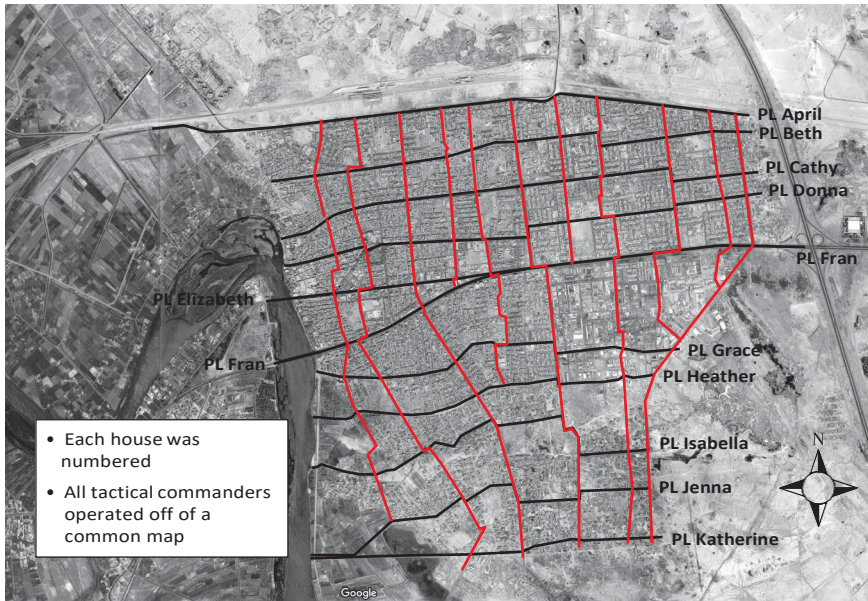 PL April
PL Beth
PL Cathy
PL Donna
PL Fran
PL Elizabeth
PL Fran
PL Grace
PL Heather
• Each house was
numbered
• All tactical commanders
operated off of a
common map
PL Isabella
N
PL Jenna
PL Katherine
Google